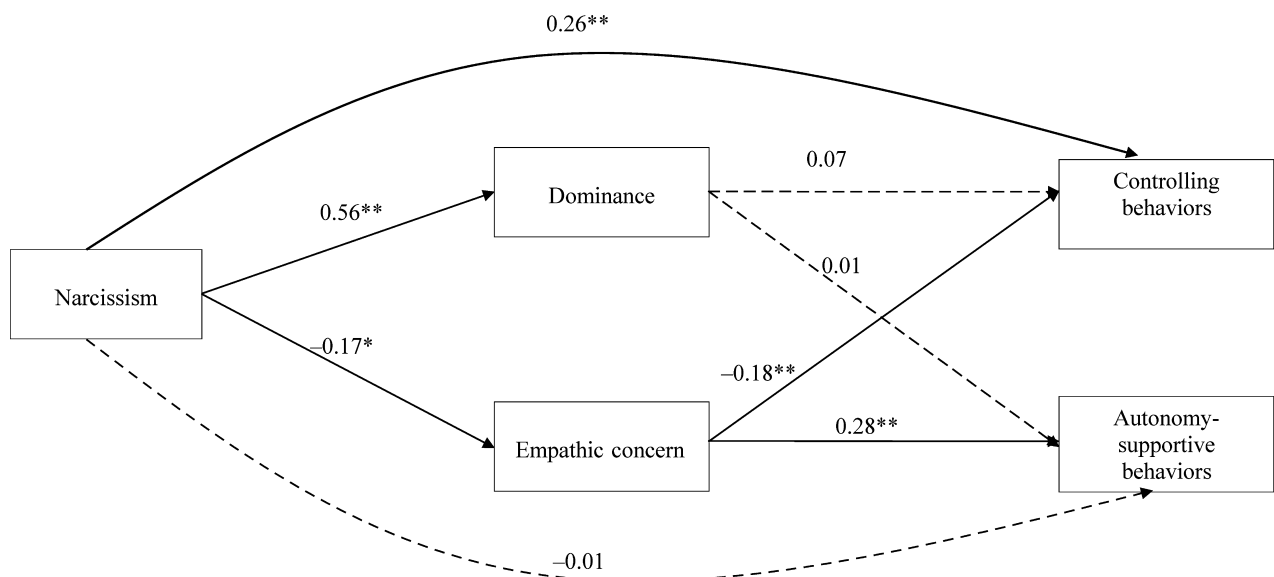 0.26**
0.07
Controlling
behaviors
Dominance
0.56**
0.01
Narcissism
–0.17*
–0.18**
Autonomy-
supportive
behaviors
0.28**
Empathic concern
–0.01